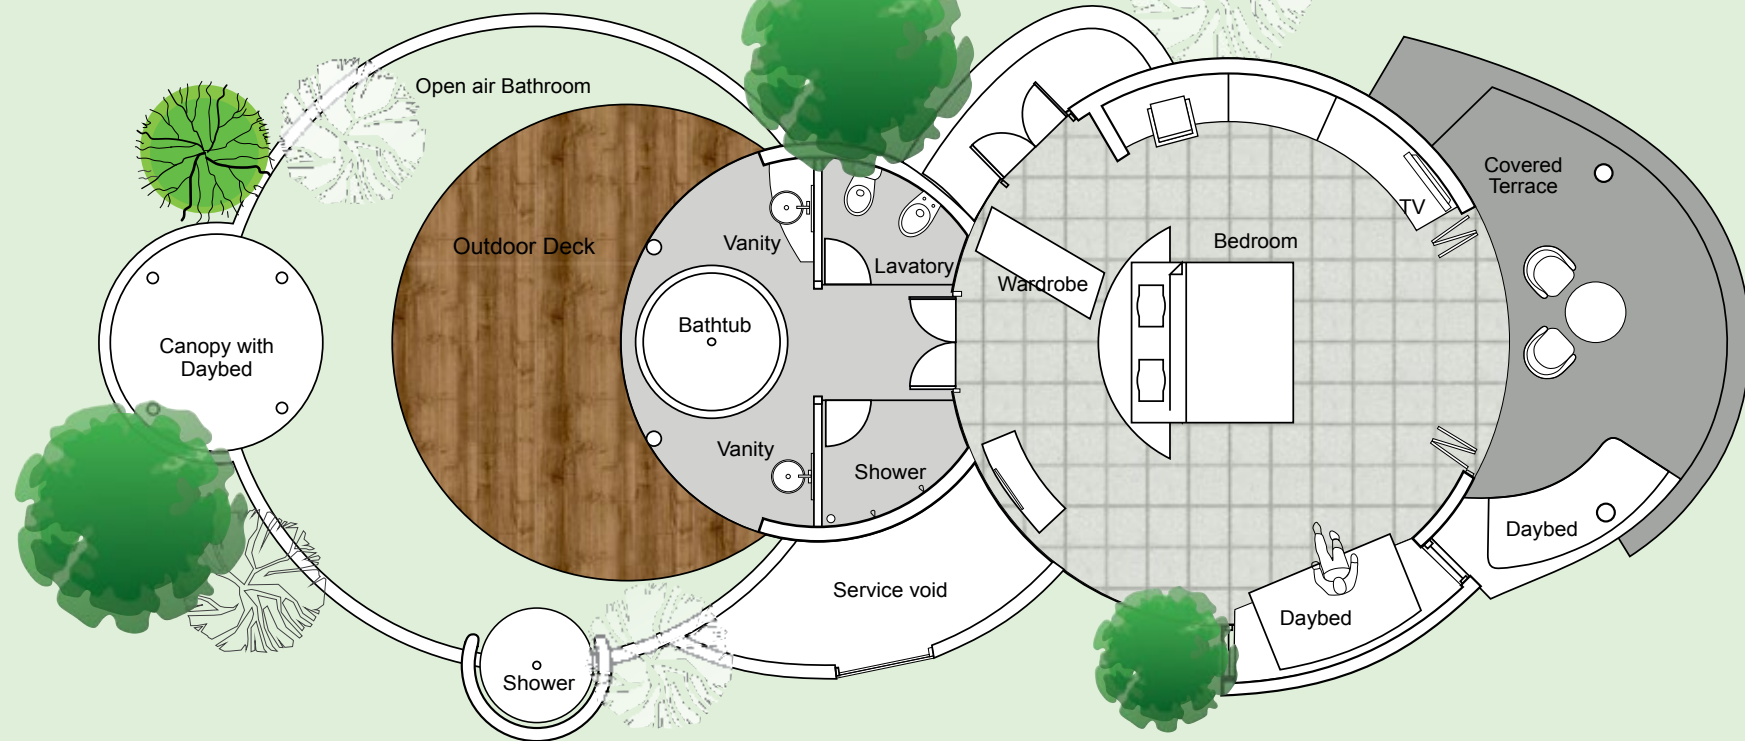 Open air Bathroom
Covered
Terrace
TV
Outdoor Deck
Vanity
Bedroom
Lavatory
Wardrobe
Bathtub
Canopy with
Daybed
Vanity
Shower
Daybed
Service void
Daybed
Shower